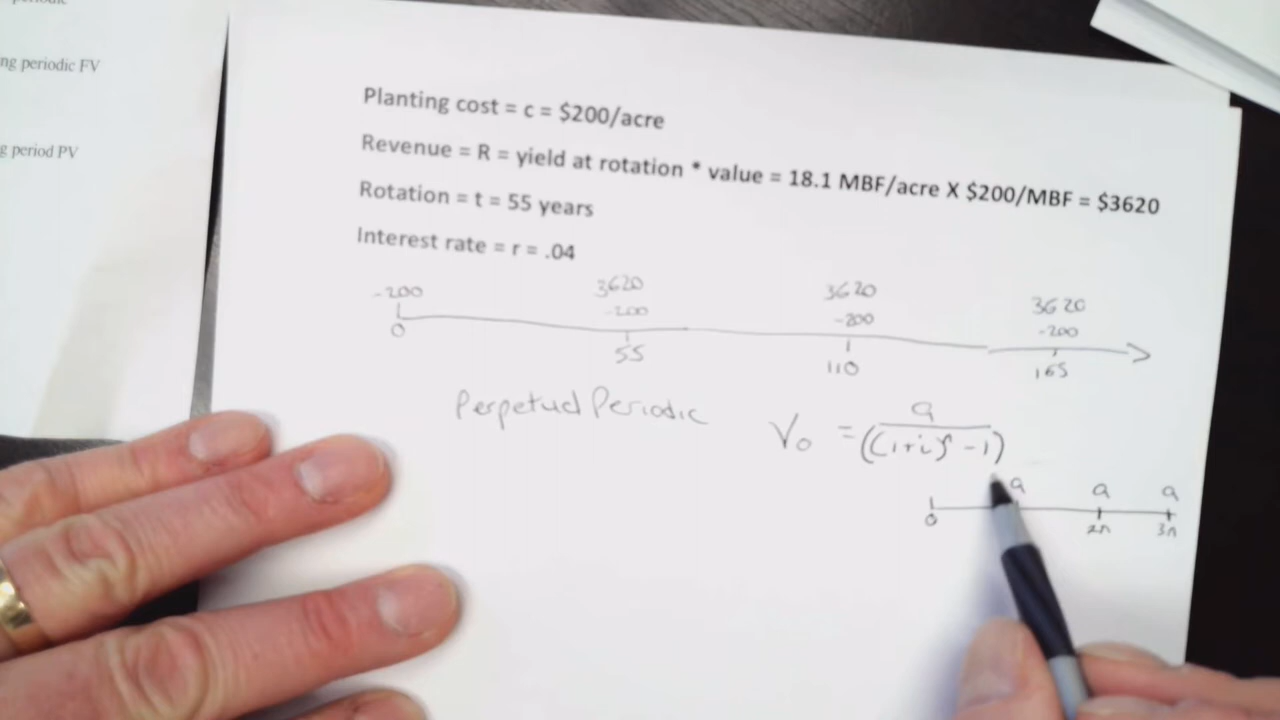 ng periodic FV
g period PV
Planting cost = c = $200/acre
Revenue = R = yield at rotation * value = 18.1 MBF/acre X $200/MBF = $3620
Rotation = t = 55 years
Interest rate = r = .04
-200 3620 3620 3620
-200 -200 -200
0 55 110 165
Perpetual Periodic V₀ = a
((1+i)ⁿ -1)
a a a
0 2n 3n